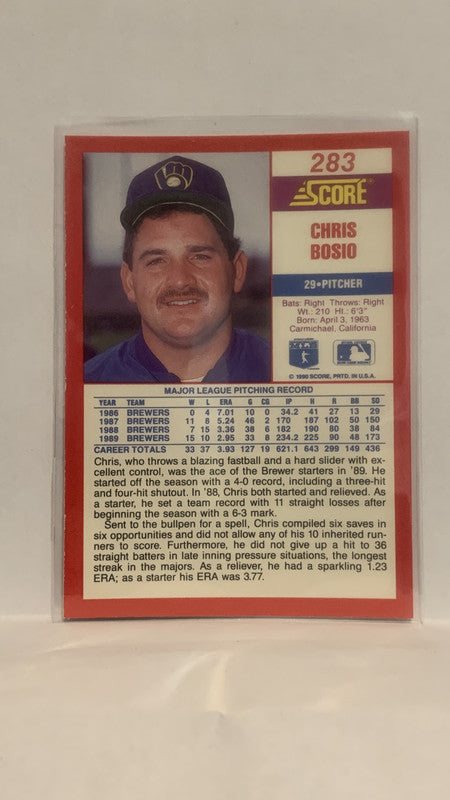 283
SCORE
CHRIS
BOSIO
29•PITCHER
Bats: Right Throws: Right
Wt.: 210 Ht.: 6'3"
Born: April 3, 1963
Carmichael, California
© 1990 SCORE, PRTD. IN U.S.A.
MAJOR LEAGUE PITCHING RECORD
YEAR TEAM W L ERA G CG IP H R BB SO
1986 BREWERS 0 4 7.01 10 0 34.2 41 27 13 29
1987 BREWERS 11 8 5.24 46 2 170 187 102 50 150
1988 BREWERS 7 15 3.36 38 6 182 190 80 38 84
1989 BREWERS 15 10 2.95 33 8 234.2 225 90 48 173
CAREER TOTALS 33 37 3.93 127 19 621.1 643 299 149 436
Chris, who throws a blazing fastball and a hard slider with ex-
cellent control, was the ace of the Brewer starters in '89. He
started off the season with a 4-0 record, including a three-hit
and four-hit shutout. In '88, Chris both started and relieved. As
a starter, he set a team record with 11 straight losses after
beginning the season with a 6-3 mark.
Sent to the bullpen for a spell, Chris compiled six saves in
six opportunities and did not allow any of his 10 inherited run-
ners to score. Furthermore, he did not give up a hit to 36
straight batters in late inning pressure situations, the longest
streak in the majors. As a reliever, he had a sparkling 1.23
ERA; as a starter his ERA was 3.77.